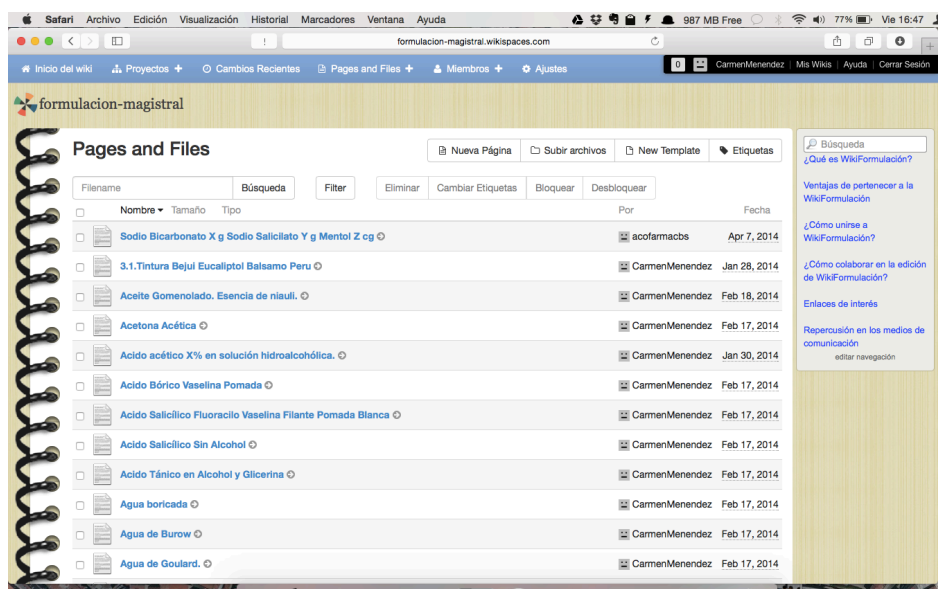 Safari Archivo Edición Visualización Historial Marcadores Ventana Ayuda 987 MB Free 77% Vie 16:47
formulacion-magistral.wikispaces.com
Inicio del wiki Proyectos + Cambios Recientes Pages and Files + Miembros + Ajustes 0 CarmenMenendez | Mis Wikis | Ayuda | Cerrar Sesión
formulacion-magistral
Pages and Files
Nueva Página Subir archivos New Template Etiquetas
Filename Búsqueda Filter Eliminar Cambiar Etiquetas Bloquear Desbloquear
Nombre Tamaño Tipo Por Fecha
Sodio Bicarbonato X g Sodio Salicilato Y g Mentol Z cg acofarmacbs Apr 7, 2014
3.1.Tintura Bejui Eucaliptol Balsamo Peru CarmenMenendez Jan 28, 2014
Aceite Gomenolado. Esencia de niauli. CarmenMenendez Feb 18, 2014
Acetona Acética CarmenMenendez Feb 17, 2014
Acido acético X% en solución hidroalcohólica. CarmenMenendez Jan 30, 2014
Acido Bórico Vaselina Pomada CarmenMenendez Feb 17, 2014
Acido Salicílico Fluoracilo Vaselina Filante Pomada Blanca CarmenMenendez Feb 17, 2014
Acido Salicílico Sin Alcohol CarmenMenendez Feb 17, 2014
Acido Tánico en Alcohol y Glicerina CarmenMenendez Feb 17, 2014
Agua boricada CarmenMenendez Feb 17, 2014
Agua de Burow CarmenMenendez Feb 17, 2014
Agua de Goulard. CarmenMenendez Feb 17, 2014
Búsqueda
¿Qué es WikiFormulación?
Ventajas de pertenecer a la
WikiFormulación
¿Cómo unirse a
WikiFormulación?
¿Cómo colaborar en la edición
de WikiFormulación?
Enlaces de interés
Repercusión en los medios de
comunicación
editar navegación